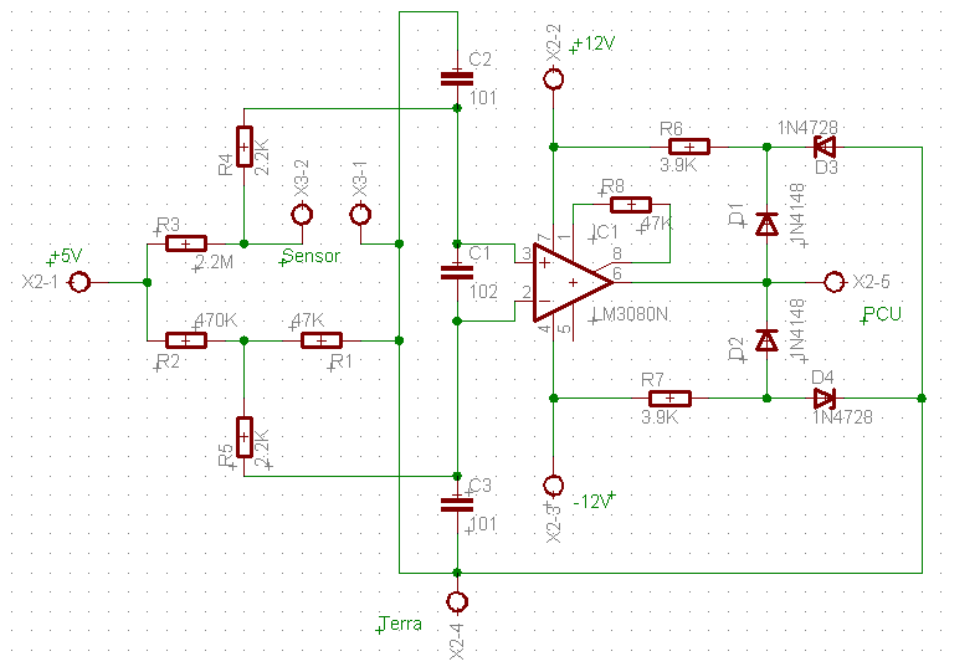 X2-2
+12V
C2
101
1N4728
R6
3.9K
D3
R4
2.2K
X3-2
X3-1
R8
47K
D1
1N4148
R3
2.2M
Sensor
+5V
X2-1
C1
102
7
1
IC1
8
3
+
6
2
-
4
5
LM3080N
X2-5
PCU
470K
R2
47K
R1
D2
1N4148
R7
3.9K
D4
1N4728
R5
2.2K
C3
101
-12V
X2-3
Terra
X2-4